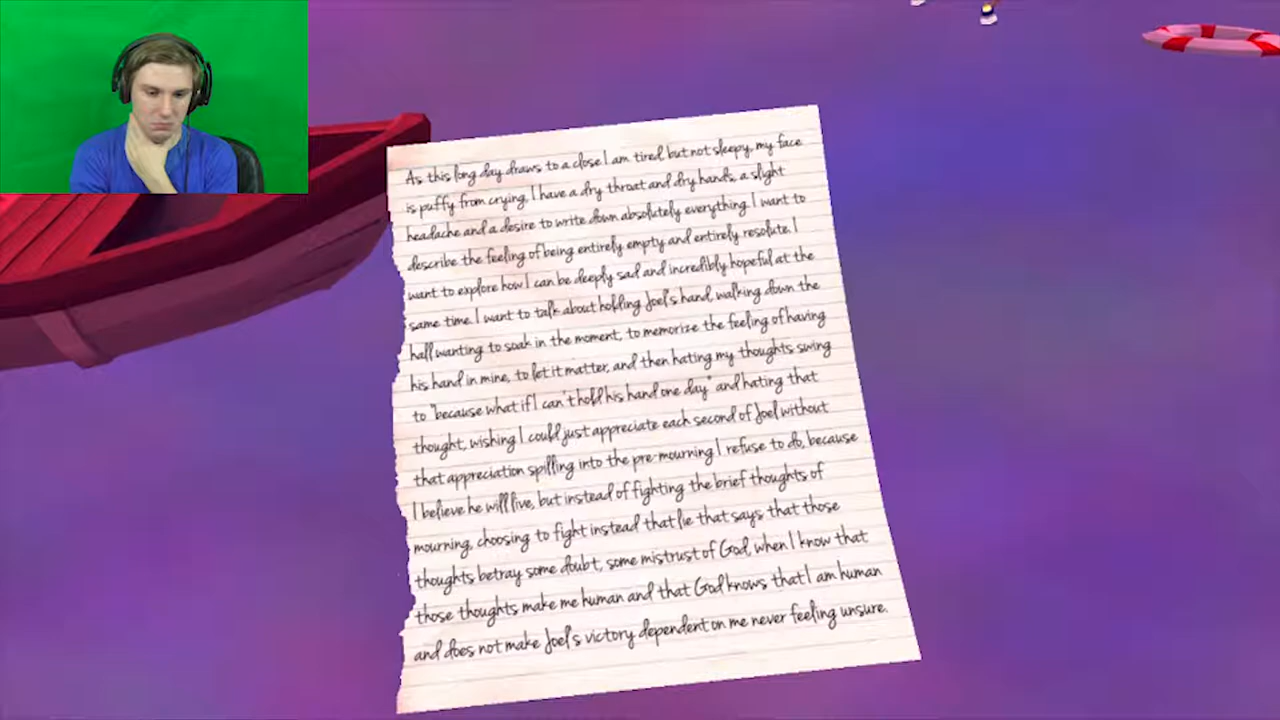 As this long day draws to a close I am tired, but not sleepy, my face
is puffy from crying, I have a dry throat and dry hands, a slight
headache and a desire to write down absolutely everything. I want to
describe the feeling of being entirely empty and entirely resolute. I
want to explore how I can be deeply sad and incredibly hopeful at the
same time. I want to talk about holding Joel's hand, walking down the
hall wanting to soak in the moment, to memorize the feeling of having
his hand in mine, to let it matter, and then hating my thoughts swing
to "because what if I can't hold his hand one day" and hating that
thought, wishing I could just appreciate each second of Joel without
that appreciation spilling into the pre-mourning I refuse to do, because
I believe he will live, but instead of fighting the brief thoughts of
mourning, choosing to fight instead that lie that says that those
thoughts betray some doubt, some mistrust of God, when I know that
those thoughts make me human and that God knows that I am human
and does not make Joel's victory dependent on me never feeling unsure.